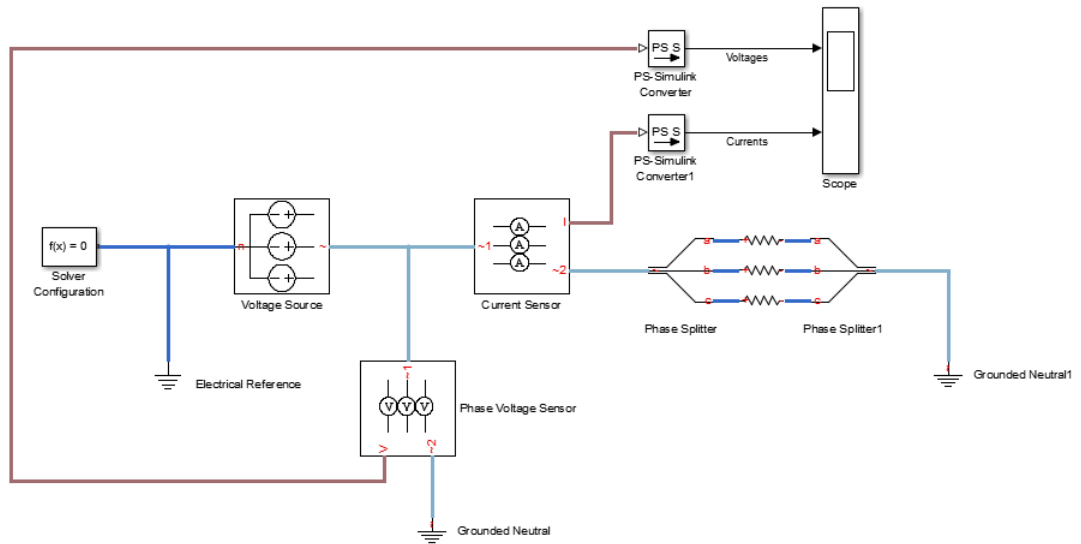 PS S
Voltages
PS-Simulink
Converter
PS S
Currents
PS-Simulink
Converter1
Scope
f(x) = 0
Solver
Configuration
n
~
Voltage Source
~1
A
A
A
I
~2
Current Sensor
~
a
+
-
a
b
+
-
b
c
+
-
c
~
Phase Splitter
Phase Splitter1
Electrical Reference
Grounded Neutral1
~1
V
V
V
Phase Voltage Sensor
V
~2
Grounded Neutral